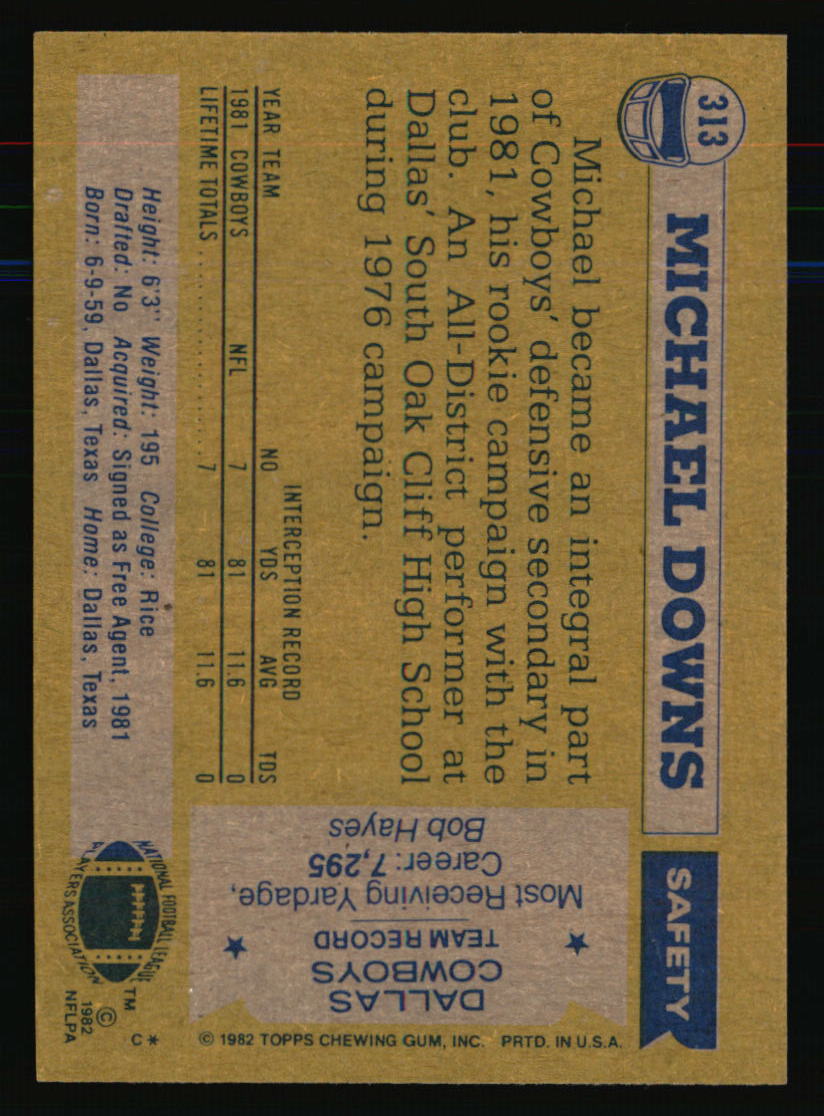 313
MICHAEL DOWNS
SAFETY
Michael became an integral part
of Cowboys' defensive secondary in
1981, his rookie campaign with the
club. An All-District performer at
Dallas' South Oak Cliff High School
during 1976 campaign.
INTERCEPTION RECORD
YEAR TEAM NO YDS AVG TDS
1981 COWBOYS NFL 7 81 11.6 0
LIFETIME TOTALS 7 81 11.6 0
Height: 6'3" Weight: 195 College: Rice
Drafted: No Acquired: Signed as Free Agent, 1981
Born: 6-9-59, Dallas, Texas Home: Dallas, Texas
DALLAS
COWBOYS
TEAM RECORD
Most Receiving Yardage,
Career: 7,295
Bob Hayes
NATIONAL FOOTBALL LEAGUE
PLAYERS ASSOCIATION
TM
©
1982
NFLPA
C*
© 1982 TOPPS CHEWING GUM, INC. PRTD. IN U.S.A.